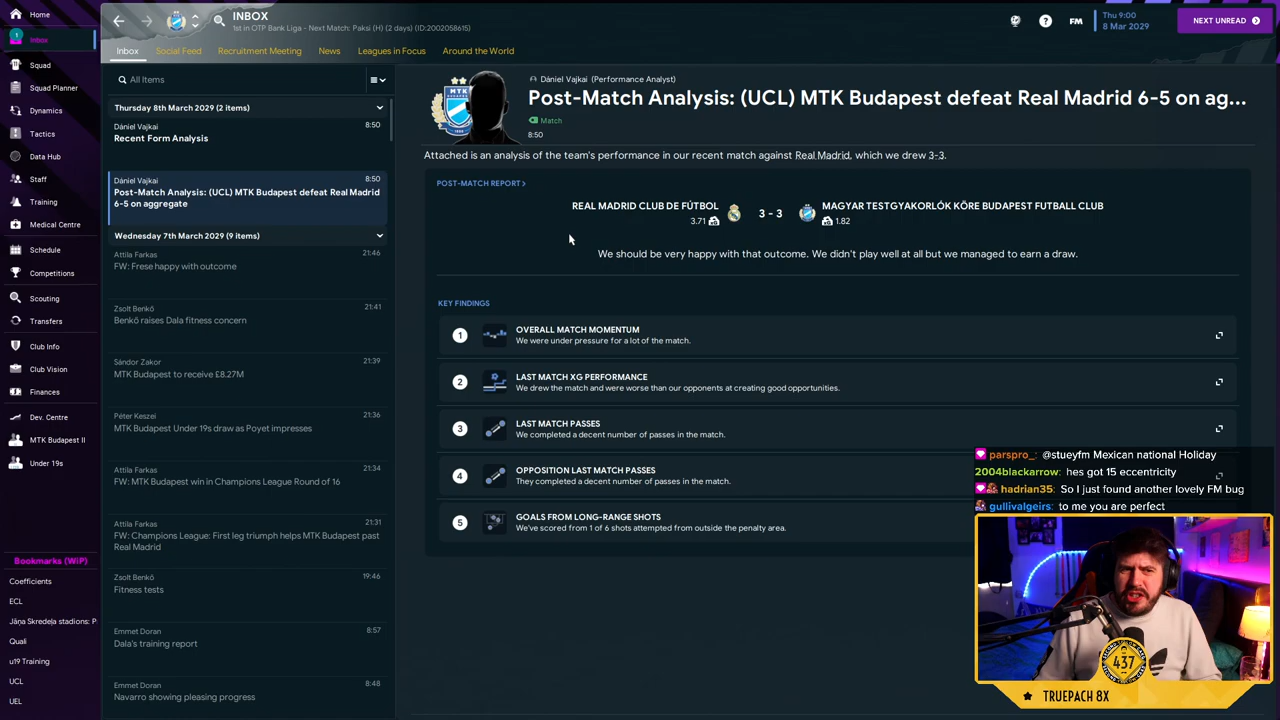 Home
1
Inbox
Squad
Squad Planner
Dynamics
Tactics
Data Hub
Staff
Training
Medical Centre
Schedule
Competitions
Scouting
Transfers
Club Info
Club Vision
Finances
Dev. Centre
MTK Budapest II
Under 19s
Bookmarks (WiP)
Coefficients
ECL
Quali
u19 Training
UCL
UEL
INBOX
1st in OTP Bank Liga - Next Match: Paksi (H) (2 days) (ID:2002058615)
?
FM
Thu 9:00
8 Mar 2029
NEXT UNREAD
Inbox
Social Feed
Recruitment Meeting
News
Leagues in Focus
Around the World
All Items
Thursday 8th March 2029 (2 items)
Dániel Vajkai
8:50
Recent Form Analysis
Dániel Vajkai
8:50
Post-Match Analysis: (UCL) MTK Budapest defeat Real Madrid
6-5 on aggregate
Wednesday 7th March 2029 (9 items)
Attila Farkas
21:46
FW: Frese happy with outcome
Zsolt Benkő
21:41
Benkő raises Dala fitness concern
Sándor Zakor
21:39
MTK Budapest to receive £8.27M
Péter Keszei
21:36
MTK Budapest Under 19s draw as Poyet impresses
Attila Farkas
21:34
FW: MTK Budapest win in Champions League Round of 16
Attila Farkas
21:31
FW: Champions League: First leg triumph helps MTK Budapest past
Real Madrid
Zsolt Benkő
19:46
Fitness tests
Emmet Doran
8:57
Dala's training report
Emmet Doran
8:48
Navarro showing pleasing progress
Dániel Vajkai (Performance Analyst)
Post-Match Analysis: (UCL) MTK Budapest defeat Real Madrid 6-5 on ag...
Match
8:50
Attached is an analysis of the team's performance in our recent match against Real Madrid, which we drew 3-3.
POST-MATCH REPORT >
REAL MADRID CLUB DE FÚTBOL
3.71
3 - 3
MAGYAR TESTGYAKORLÓK KÖRE BUDAPEST FUTBALL CLUB
1.82
We should be very happy with that outcome. We didn't play well at all but we managed to earn a draw.
KEY FINDINGS
1
OVERALL MATCH MOMENTUM
We were under pressure for a lot of the match.
2
LAST MATCH XG PERFORMANCE
We drew the match and were worse than our opponents at creating good opportunities.
3
LAST MATCH PASSES
We completed a decent number of passes in the match.
4
OPPOSITION LAST MATCH PASSES
They completed a decent number of passes in the match.
5
GOALS FROM LONG-RANGE SHOTS
We've scored from 1 of 6 shots attempted from outside the penalty area.
parspro_: @stueyfm Mexican national Holiday
2004blackarrow: hes got 15 eccentricity
hadrian35: So I just found another lovely FM bug
gullivalgeirs: to me you are perfect
437
TRUEPACH 8X